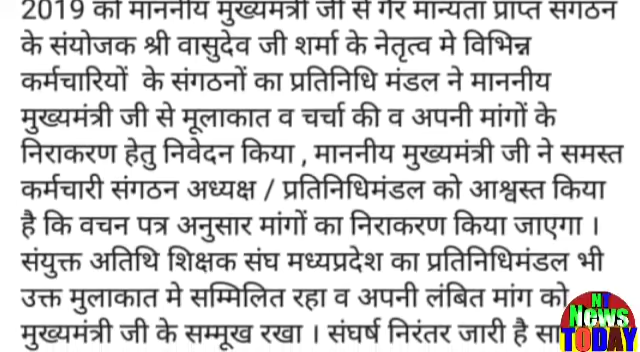 2019 को माननीय मुख्यमंत्री जी से गैर मान्यता प्राप्त संगठन
के संयोजक श्री वासुदेव जी शर्मा के नेतृत्व मे विभिन्न
कर्मचारियों के संगठनों का प्रतिनिधि मंडल ने माननीय
मुख्यमंत्री जी से मूलाकात व चर्चा की व अपनी मांगों के
निराकरण हेतु निवेदन किया , माननीय मुख्यमंत्री जी ने समस्त
कर्मचारी संगठन अध्यक्ष / प्रतिनिधिमंडल को आश्वस्त किया
है कि वचन पत्र अनुसार मांगों का निराकरण किया जाएगा ।
संयुक्त अतिथि शिक्षक संघ मध्यप्रदेश का प्रतिनिधिमंडल भी
उक्त मुलाकात मे सम्मिलित रहा व अपनी लंबित मांग को
मुख्यमंत्री जी के सम्मूख रखा । संघर्ष निरंतर जारी है
NT
News
TODAY